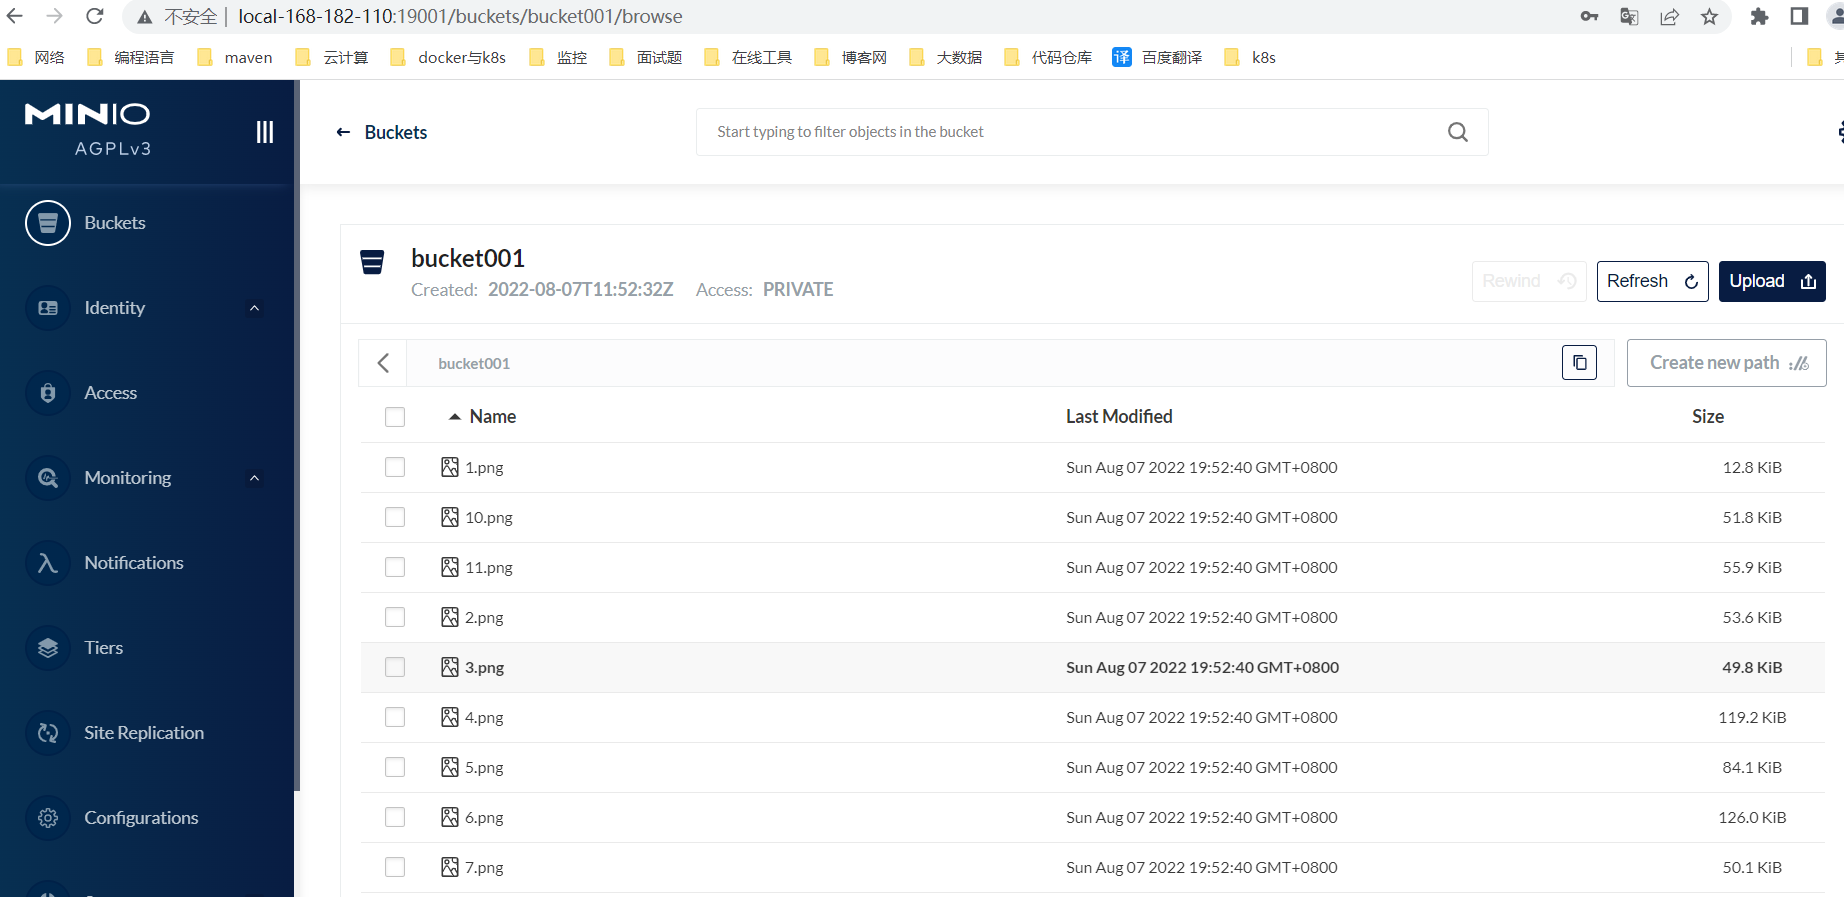 不安全 local-168-182-110:19001/buckets/bucket001/browse
网络 编程语言 maven 云计算 docker与k8s 监控 面试题 在线工具 博客网 大数据 代码仓库 译 百度翻译 k8s
MINIO
AGPLv3
Buckets
Identity
Access
Monitoring
Notifications
Tiers
Site Replication
Configurations
Buckets
Start typing to filter objects in the bucket
bucket001
Created: 2022-08-07T11:52:32Z Access: PRIVATE
Rewind Refresh Upload
bucket001
Create new path
Name Last Modified Size
1.png Sun Aug 07 2022 19:52:40 GMT+0800 12.8 KiB
10.png Sun Aug 07 2022 19:52:40 GMT+0800 51.8 KiB
11.png Sun Aug 07 2022 19:52:40 GMT+0800 55.9 KiB
2.png Sun Aug 07 2022 19:52:40 GMT+0800 53.6 KiB
3.png Sun Aug 07 2022 19:52:40 GMT+0800 49.8 KiB
4.png Sun Aug 07 2022 19:52:40 GMT+0800 119.2 KiB
5.png Sun Aug 07 2022 19:52:40 GMT+0800 84.1 KiB
6.png Sun Aug 07 2022 19:52:40 GMT+0800 126.0 KiB
7.png Sun Aug 07 2022 19:52:40 GMT+0800 50.1 KiB